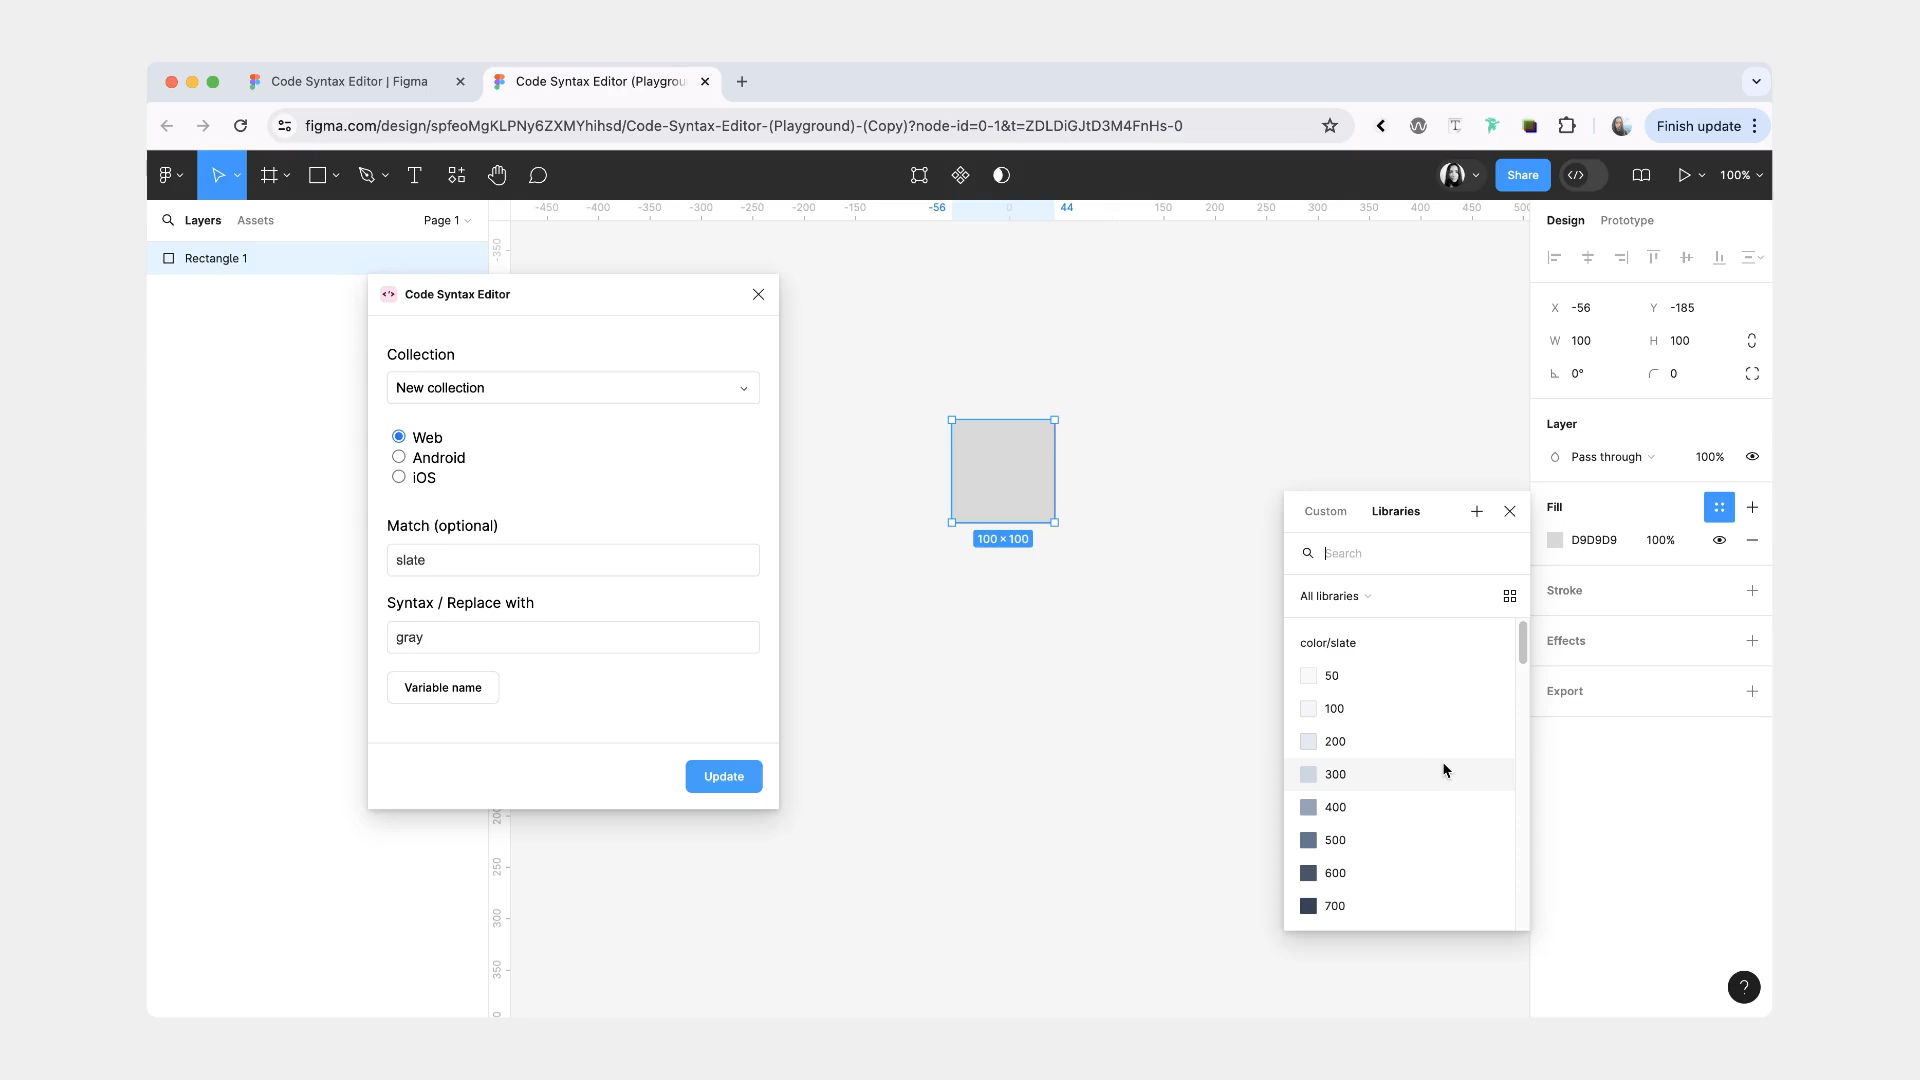 Code Syntax Editor | Figma
Code Syntax Editor (Playgrou
figma.com/design/spfeoMgKLPNy6ZXMYhihsd/Code-Syntax-Editor-(Playground)-(Copy)?node-id=0-1&t=ZDLDiGJtD3M4FnHs-0
Finish update
Share
100%
Layers
Assets
Page 1
-450 -400 -350 -300 -250 -200 -150 -56 0 44 150 200 250 300 350 400 450 500
Design
Prototype
Rectangle 1
-350
Code Syntax Editor
Collection
New collection
Web
Android
iOS
Match (optional)
slate
Syntax / Replace with
gray
Variable name
Update
200
250
300
350
100 × 100
Custom
Libraries
Search
All libraries
color/slate
50
100
200
300
400
500
600
700
X -56 Y -185
W 100 H 100
0° 0
Layer
Pass through 100%
Fill
D9D9D9 100%
Stroke
Effects
Export
?